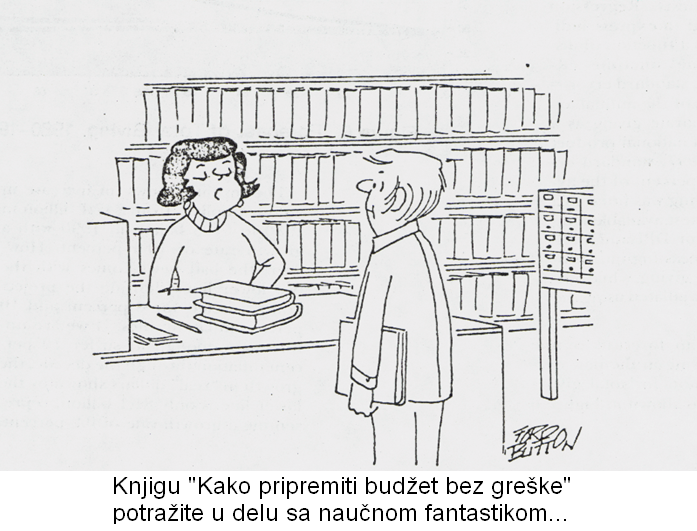 Knjigu "Kako pripremiti budžet bez greške"
potražite u delu sa naučnom fantastikom...